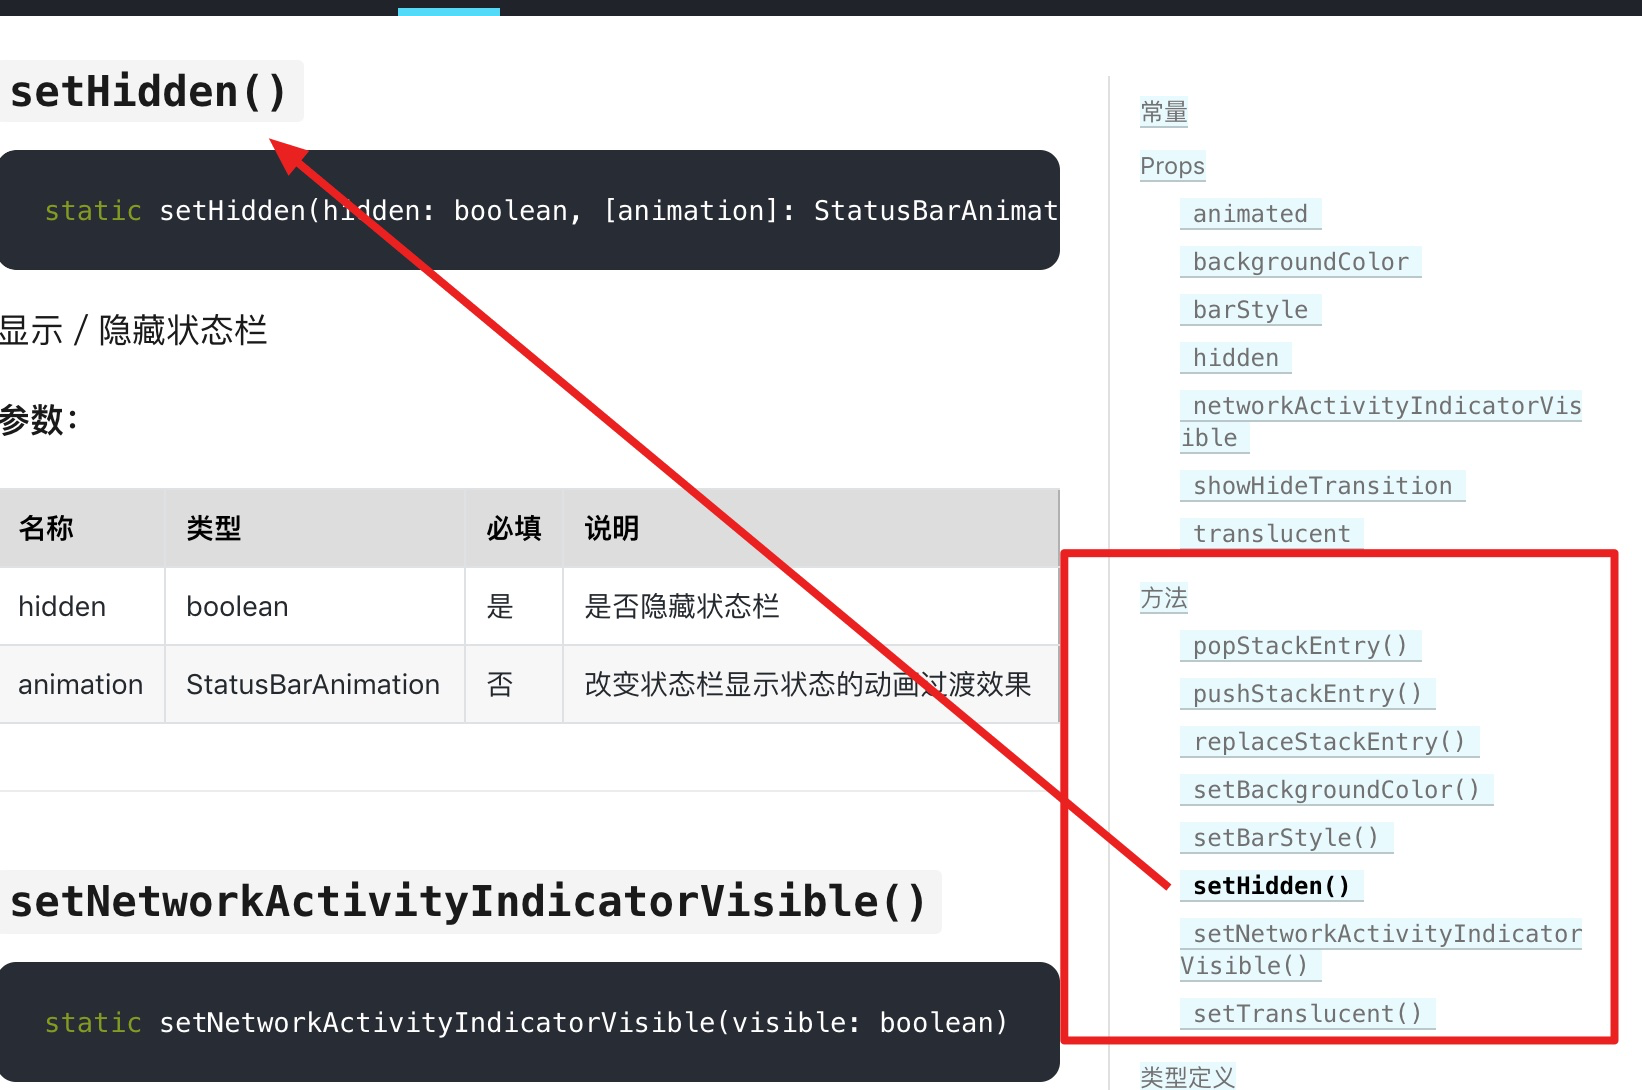 setHidden()
static setHidden(hidden: boolean, [animation]: StatusBarAnimat
显示 / 隐藏状态栏
参数：
名称 类型 必填 说明
hidden boolean 是 是否隐藏状态栏
animation StatusBarAnimation 否 改变状态栏显示状态的动画过渡效果
setNetworkActivityIndicatorVisible()
static setNetworkActivityIndicatorVisible(visible: boolean)
常量
Props
animated
backgroundColor
barStyle
hidden
networkActivityIndicatorVis
ible
showHideTransition
translucent
方法
popStackEntry()
pushStackEntry()
replaceStackEntry()
setBackgroundColor()
setBarStyle()
setHidden()
setNetworkActivityIndicator
Visible()
setTranslucent()
类型定义